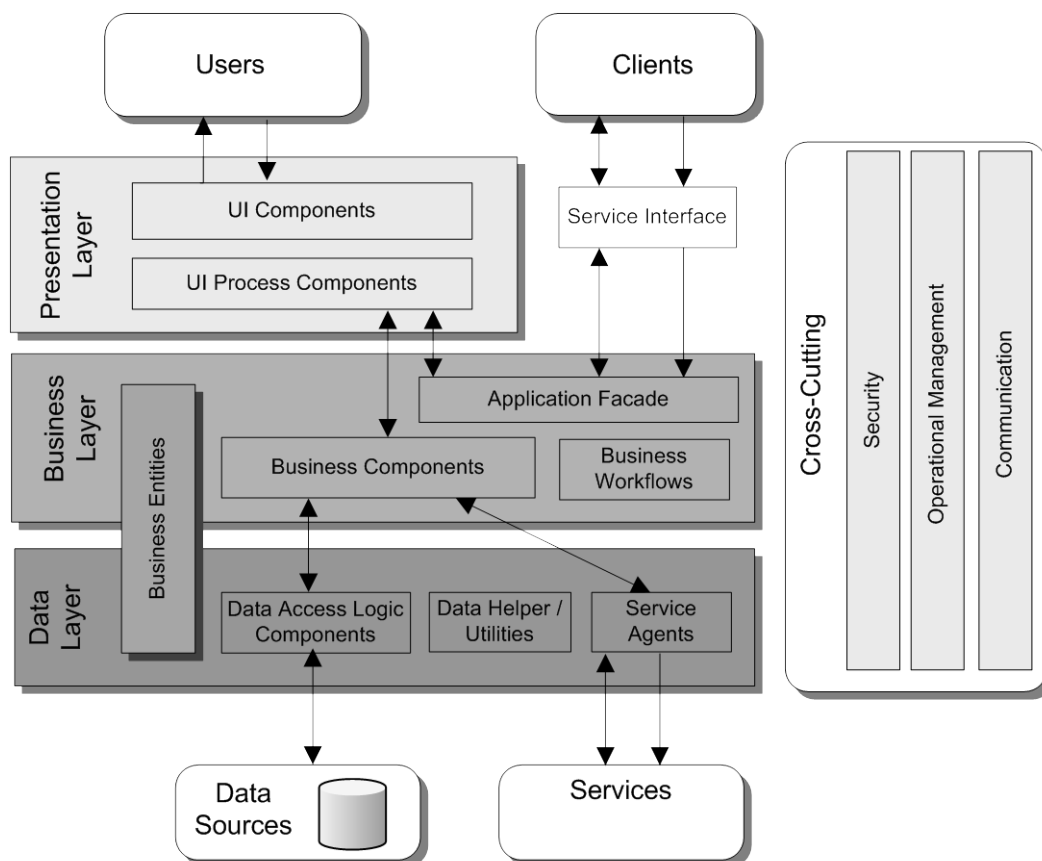 Users
Clients
Presentation
Layer
UI Components
UI Process Components
Service Interface
Business
Layer
Application Facade
Business Components
Business
Workflows
Business Entities
Data
Layer
Data Access Logic
Components
Data Helper /
Utilities
Service
Agents
Data
Sources
Services
Cross-Cutting
Security
Operational Management
Communication